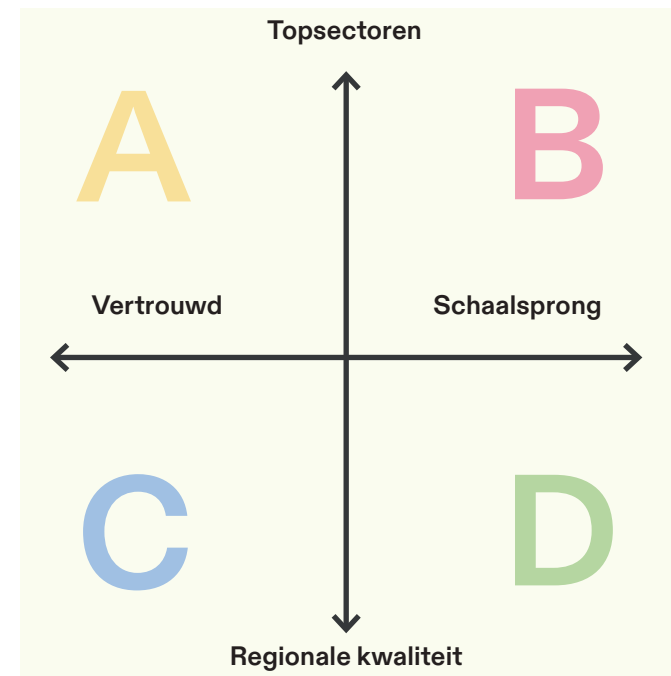 Topsectoren
A
B
Vertrouwd
Schaalsprong
C
D
Regionale kwaliteit